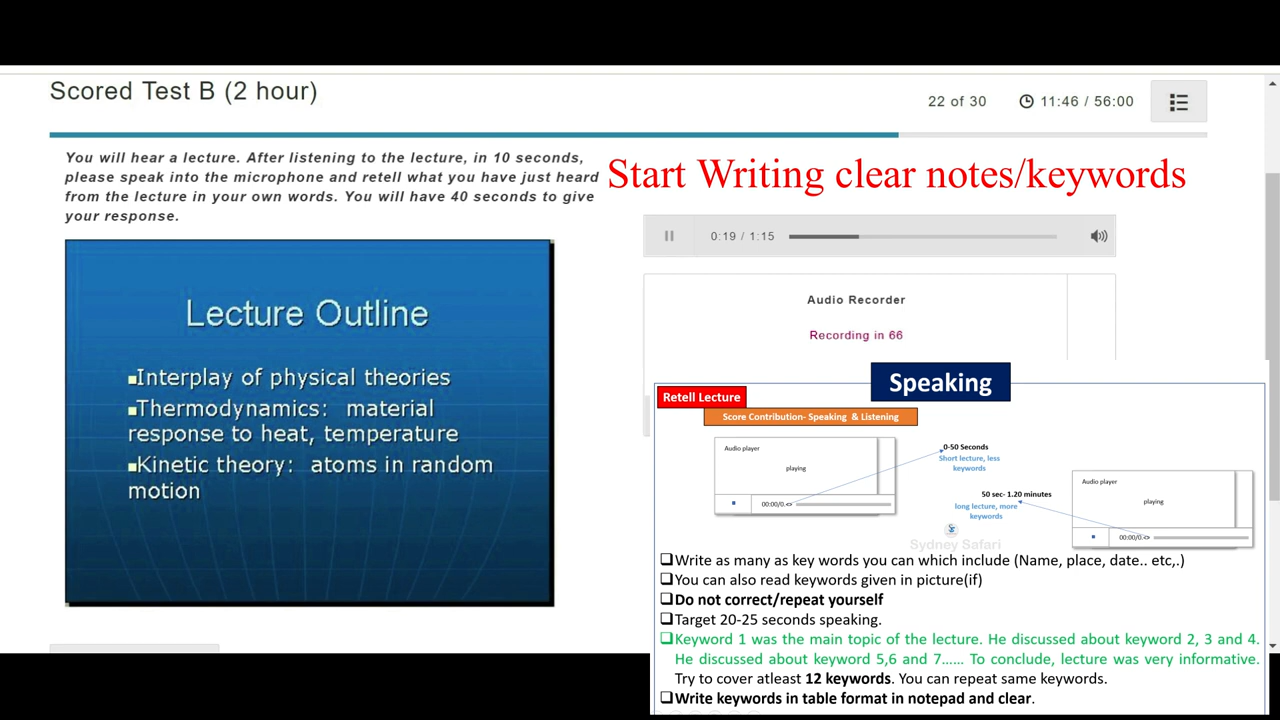 Scored Test B (2 hour)
22 of 30
11:46 / 56:00
You will hear a lecture. After listening to the lecture, in 10 seconds,
please speak into the microphone and retell what you have just heard
from the lecture in your own words. You will have 40 seconds to give
your response.
Start Writing clear notes/keywords
0:19 / 1:15
Lecture Outline
Interplay of physical theories
Thermodynamics: material
response to heat, temperature
Kinetic theory: atoms in random
motion
Audio Recorder
Recording in 66
Speaking
Retell Lecture
Score Contribution- Speaking & Listening
Audio player
playing
00:00/0.<>
0-50 Seconds
Short lecture, less
keywords
50 sec- 1.20 minutes
long lecture, more
keywords
Audio player
playing
00:00/0.<>
Sydney Safari
Write as many as key words you can which include (Name, place, date.. etc,.)
You can also read keywords given in picture(if)
Do not correct/repeat yourself
Target 20-25 seconds speaking.
Keyword 1 was the main topic of the lecture. He discussed about keyword 2, 3 and 4.
He discussed about keyword 5,6 and 7...... To conclude, lecture was very informative.
Try to cover atleast 12 keywords. You can repeat same keywords.
Write keywords in table format in notepad and clear.